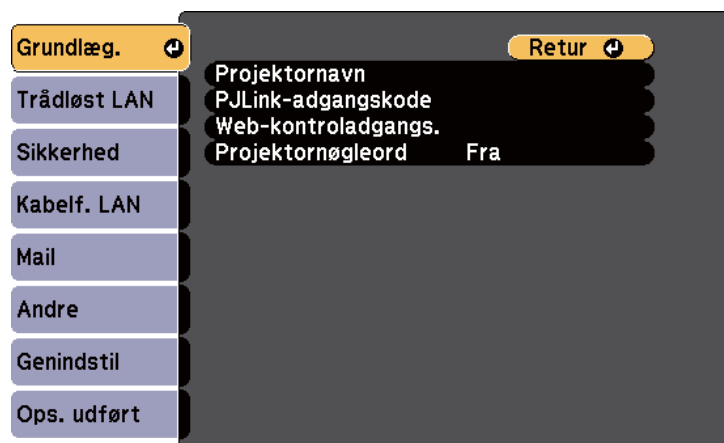 Grundlæg.
Retur
Projektornavn
Trådløst LAN
PJLink-adgangskode
Web-kontroladgangs.
Sikkerhed
Projektornøgleord Fra
Kabelf. LAN
Mail
Andre
Genindstil
Ops. udført